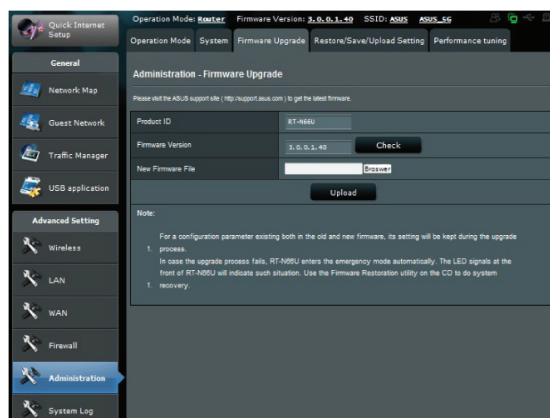 Quick Internet
Setup
Operation Mode: Router Firmware Version: 3.0.0.1.40 SSID: ASUS ASUS_5G
Operation Mode System Firmware Upgrade Restore/Save/Upload Setting Performance tuning
General
Network Map
Guest Network
Traffic Manager
USB application
Advanced Setting
Wireless
LAN
WAN
Firewall
Administration
System Log
Administration - Firmware Upgrade
Please visit the ASUS support site ( http://support.asus.com ) to get the latest firmware.
Product ID RT-N66U
Firmware Version 3.0.0.1.40 Check
New Firmware File Broswer
Upload
Note:
For a configuration parameter existing both in the old and new firmware, its setting will be kept during the upgrade
1. process.
In case the upgrade process fails, RT-N66U enters the emergency mode automatically. The LED signals at the
front of RT-N66U will indicate such situation. Use the Firmware Restoration utility on the CD to do system
1. recovery.